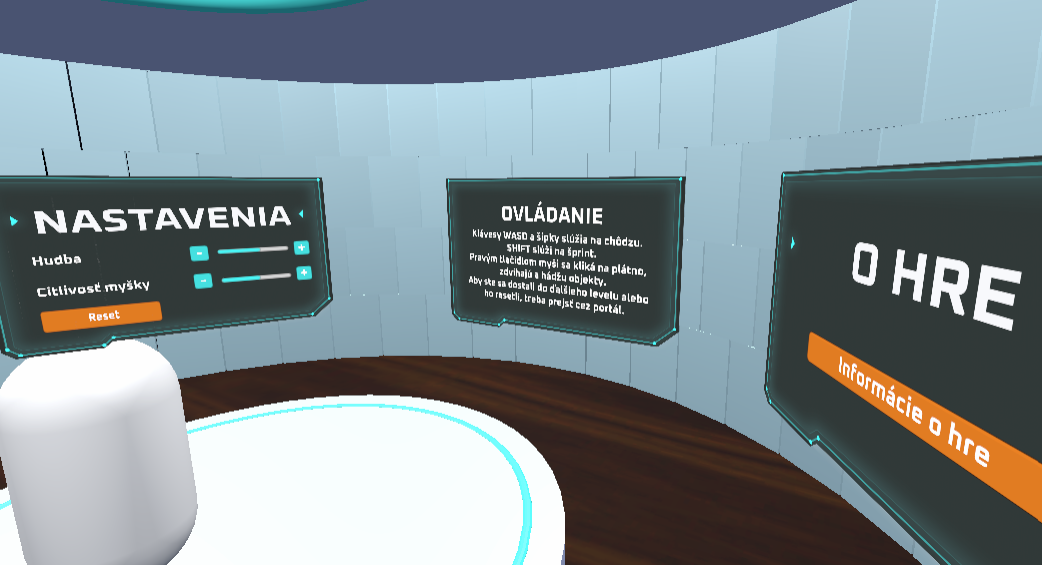 NASTAVENIA
Hudba
- +
Citlivosť myšky
- +
Reset
OVLÁDANIE
Klávesy WASD a šípky slúžia na chôdzu.
SHIFT slúži na šprint.
Pravým tlačidlom myši sa kliká na plátno,
zdvíhajú a hádžu objekty.
Aby ste sa dostali do ďalšieho levelu alebo
ho resetli, treba prejsť cez portál.
O HRE
Informácie o hre